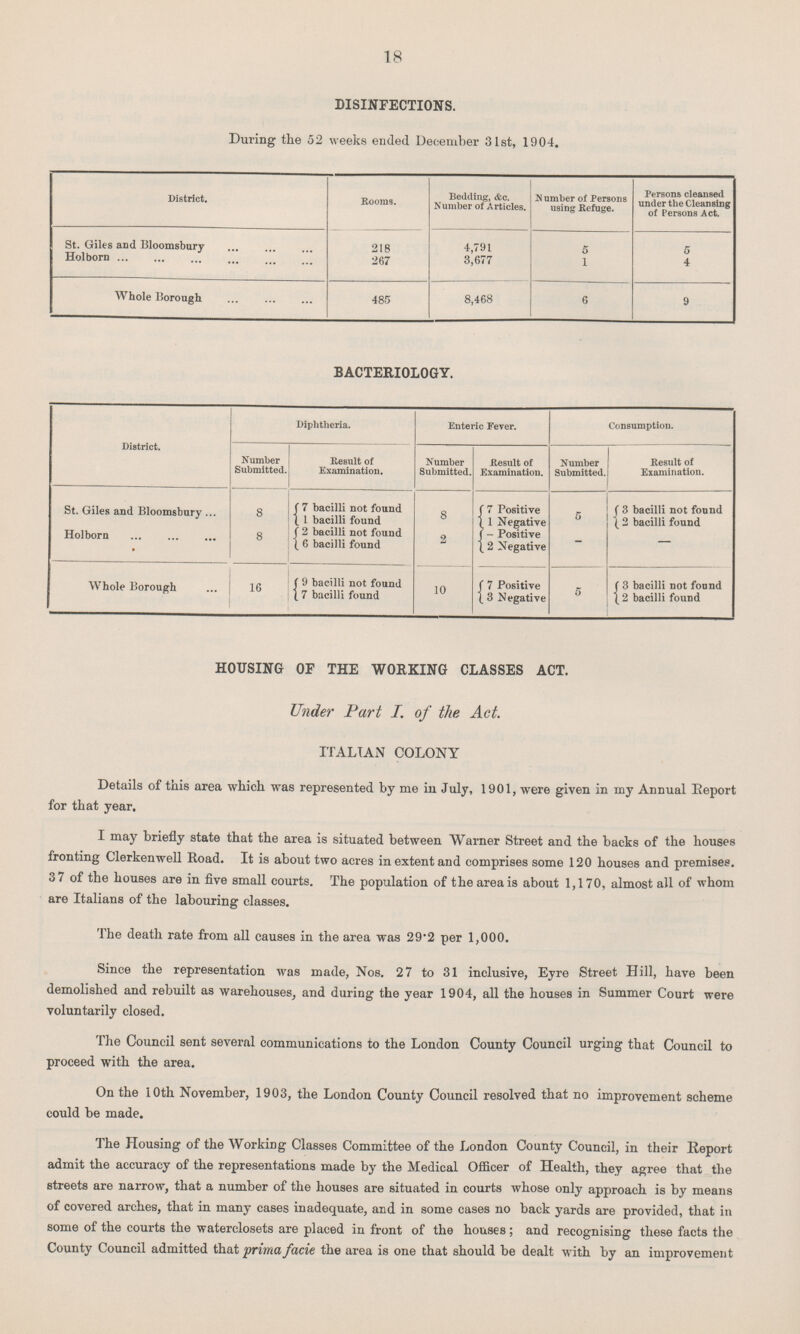 18
DISINFECTIONS.
During the 52 weeks ended December 31st, 1904.
District. Rooms. Bedding, &c. Number of Articles. Number of Persons using Refuge. Persons cleansed under the Cleansing of Persons Act.
St. Giles and Bloomsbury ... ... ... 218 4,791 5 5
Holborn ... ... ... ... ... ... 267 3,677 1 4
Whole Borough ... ... ... 485 8,468 6 9
BACTERIOLOGY.
District. Diphtheria. Enteric Fever. Consumption.
Number Submitted. Result of Examination. Number Submitted. Result of Examination. Number Submitted. Result of Examination.
St. Giles and Bloomsbury ... 8 { 7 bacilli not found 8 { 7 Positive 5 { 3 bacilli not found
{ 1 bacilli found { 1 Negative { 2 bacilli found
Holborn ... ... ... 8 { 2 bacilli not found 2 { – Positive – —
{ 6 bacilli found { 2 Negative
Whole Borough ... 16 { 9 bacilli not found 10 { 7 Positive 5 { 3 bacilli not found
{ 7 bacilli found { 3 Negative { 2 bacilli found
HOUSING OF THE WORKING CLASSES ACT.
Under Part I. of the Act.
ITALIAN COLONY
Details of this area which was represented by me in July, 1901, were given in my Annual Report
for that year.
I may briefly state that the area is situated between Warner Street and the backs of the houses
fronting Clerkenwell Road. It is about two acres in extent and comprises some 120 houses and premises.
37 of the houses are in five small courts. The population of the area is about 1,170, almost all of whom
are Italians of the labouring classes.
The death rate from all causes in the area was 29·2 per 1,000.
Since the representation was made, Nos. 27 to 31 inclusive, Eyre Street Hill, have been
demolished and rebuilt as warehouses, and during the year 1904, all the houses in Summer Court were
voluntarily closed.
The Council sent several communications to the London County Council urging that Council to
proceed with the area.
On the 10th November, 1903, the London County Council resolved that no improvement scheme
could be made.
The Housing of the Working Classes Committee of the London County Council, in their Report
admit the accuracy of the representations made by the Medical Officer of Health, they agree that the
streets are narrow, that a number of the houses are situated in courts whose only approach is by means
of covered arches, that in many cases inadequate, and in some cases no back yards are provided, that in
some of the courts the waterclosets are placed in front of the houses; and recognising these facts the
County Council admitted that prima facie the area is one that should be dealt with by an improvement